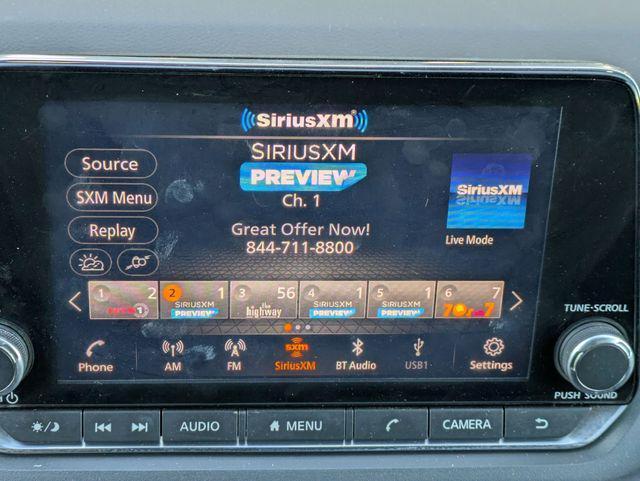 SiriusXM
SIRIUSXM
PREVIEW
Ch. 1
Great Offer Now!
844-711-8800
Source
SXM Menu
Replay
SiriusXM
Live Mode
1 2
2 1
SIRIUSXM
PREVIEW
3 56
the
highway
4 1
SIRIUSXM
PREVIEW
5 1
SIRIUSXM
PREVIEW
6 7
7
TUNE·SCROLL
Phone
AM
FM
sxm
SiriusXM
BT Audio
USB1
Settings
PUSH SOUND
AUDIO
MENU
CAMERA